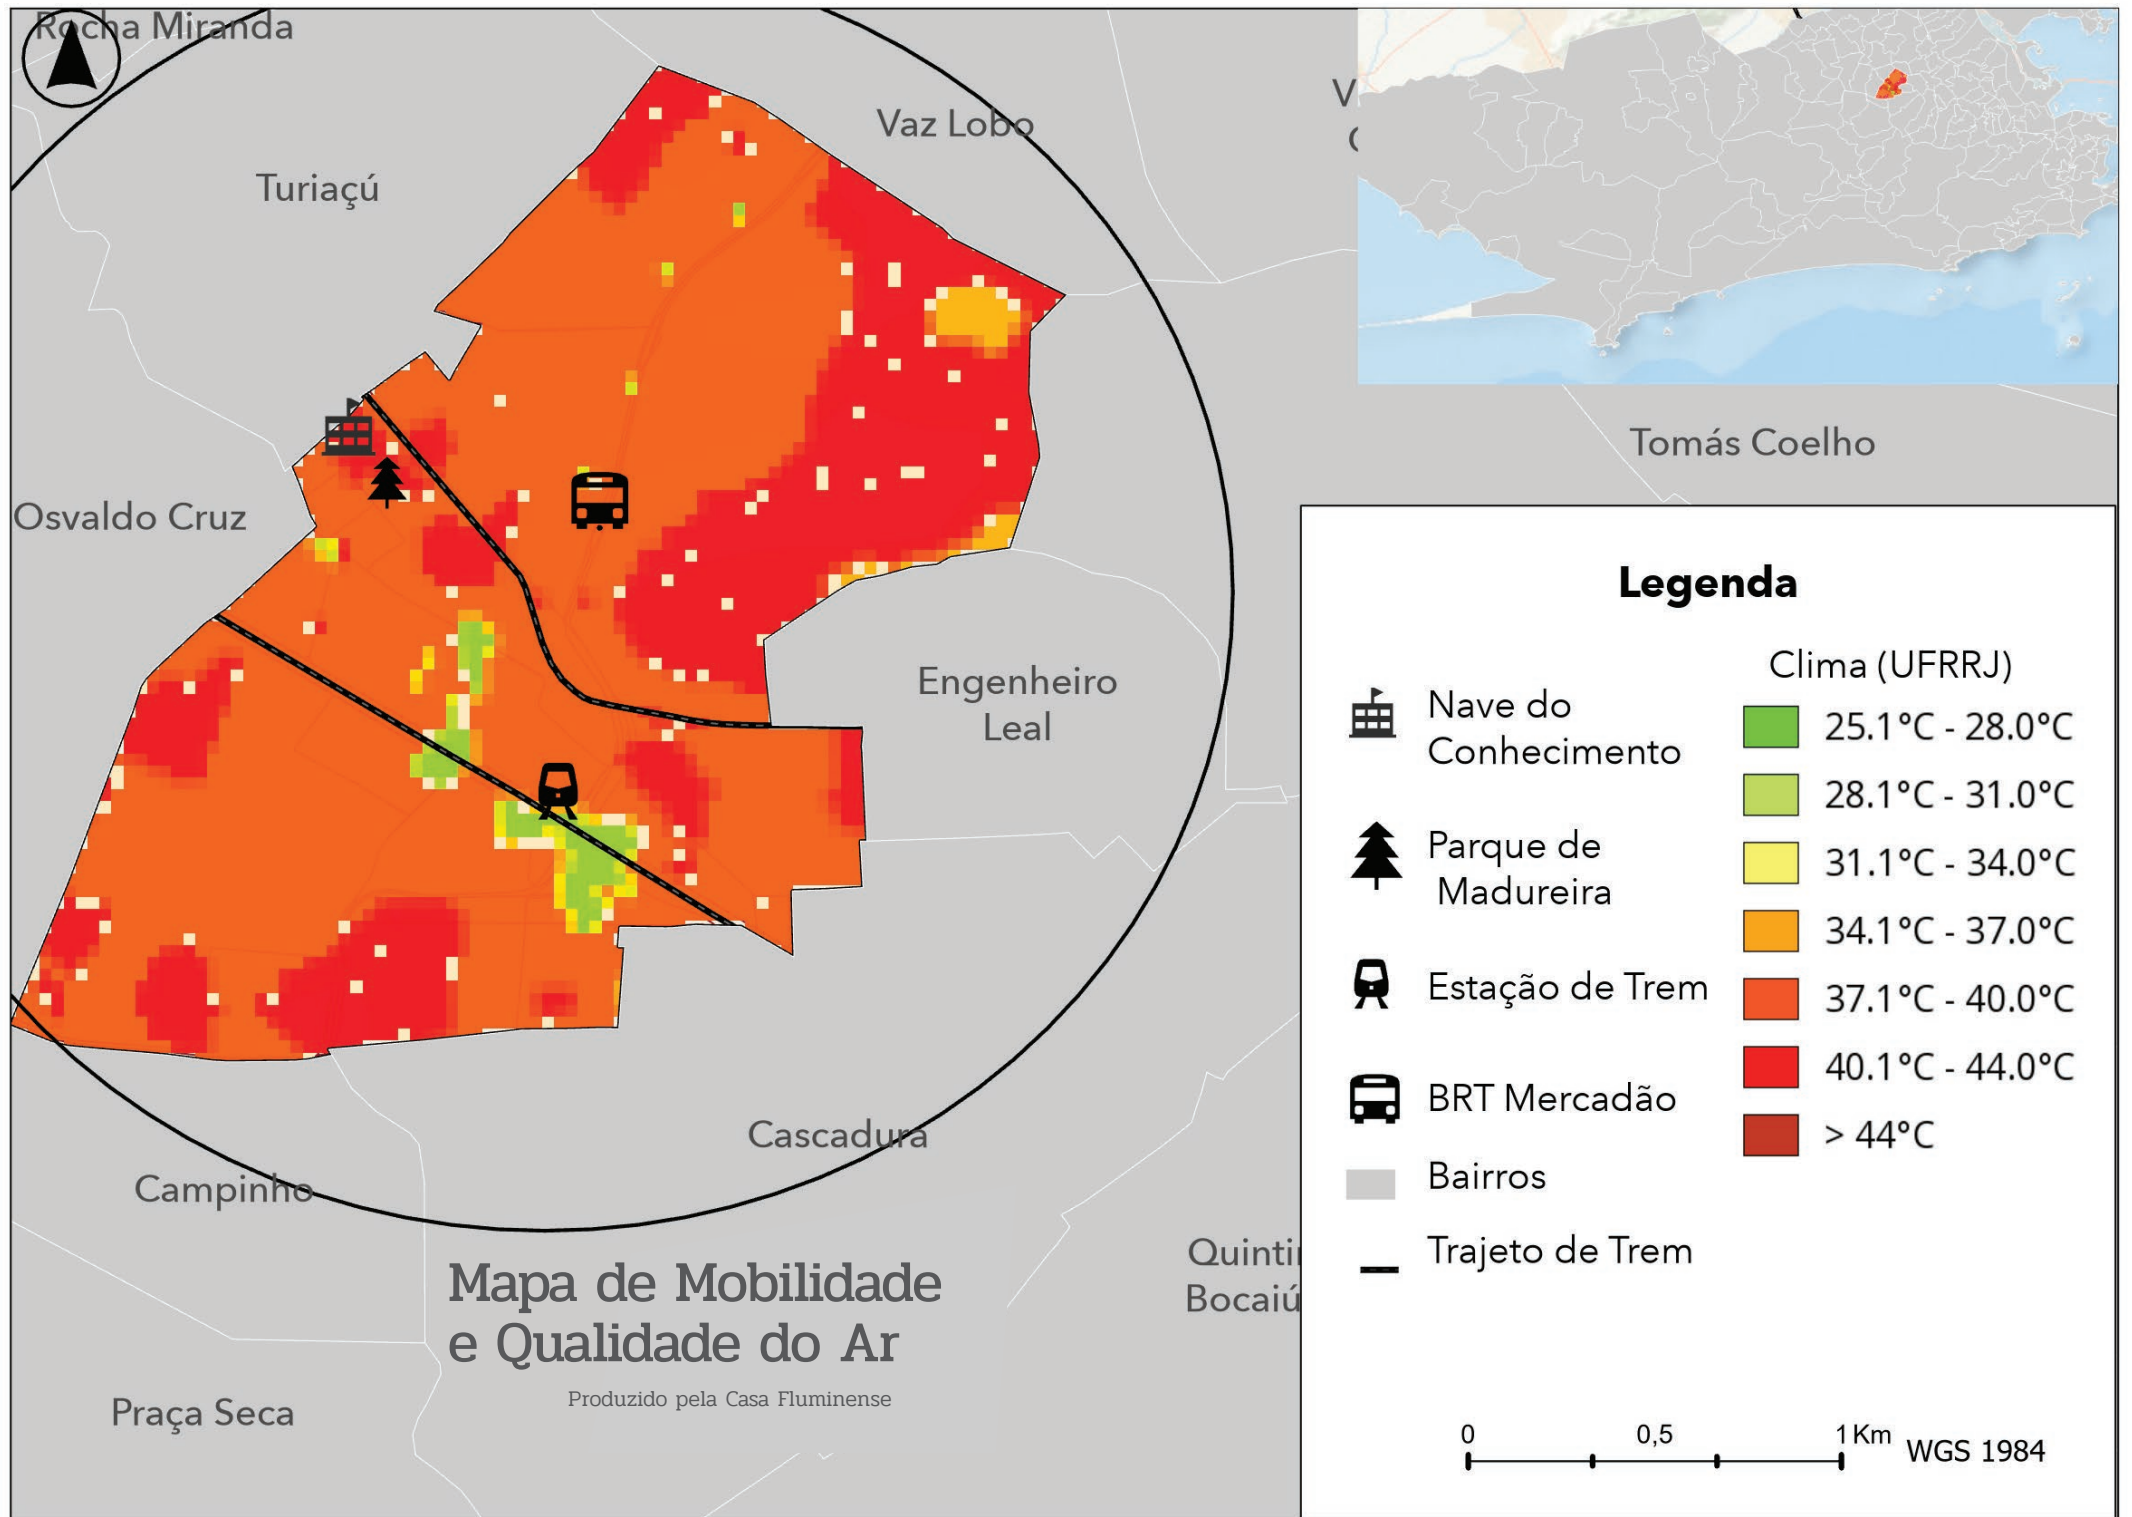 Rocha Miranda
Vaz Lobo
V
Turiaçú
Osvaldo Cruz
Tomás Coelho
Engenheiro
Leal
Cascadura
Campinho
Quinti
Bocaiú
Praça Seca
Mapa de Mobilidade
e Qualidade do Ar
Produzido pela Casa Fluminense
Legenda
Nave do
Conhecimento
Parque de
Madureira
Estação de Trem
BRT Mercadão
Bairros
Trajeto de Trem
Clima (UFRRJ)
25.1°C - 28.0°C
28.1°C - 31.0°C
31.1°C - 34.0°C
34.1°C - 37.0°C
37.1°C - 40.0°C
40.1°C - 44.0°C
> 44°C
0 0,5 1 Km
WGS 1984